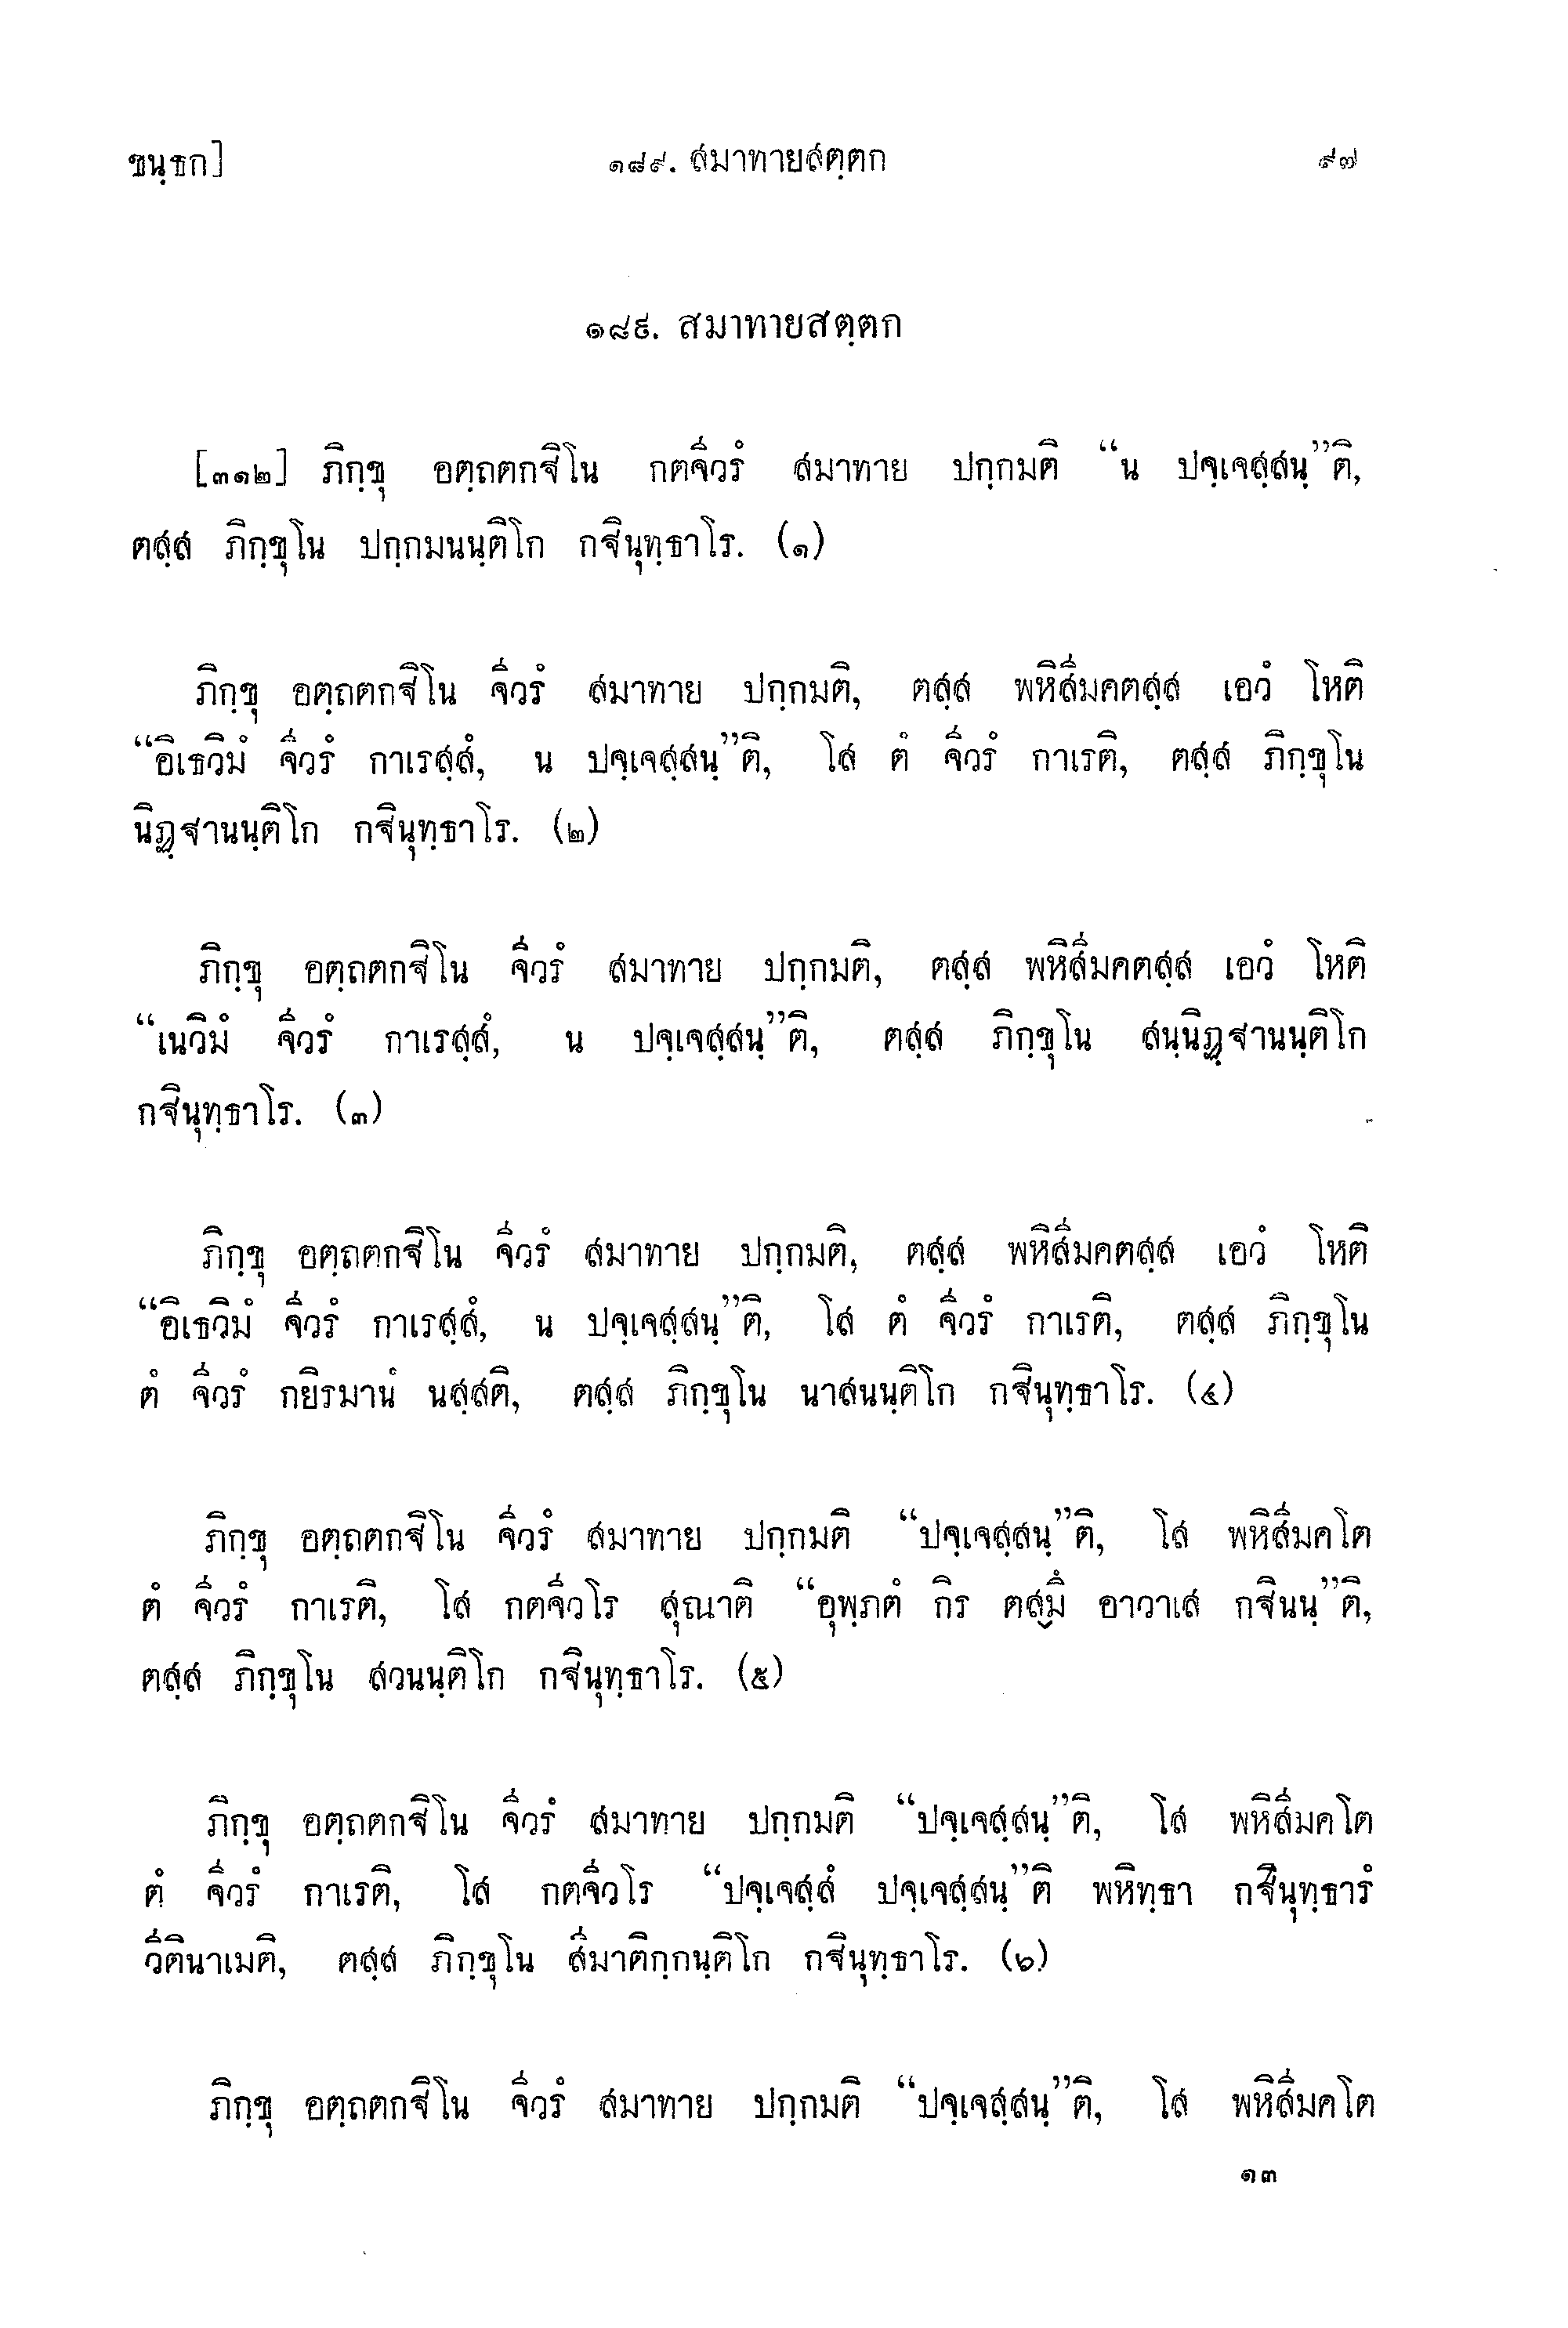 ขนฺธก]
๑๘๙. สมาทายสตฺตก
๙๗
๑๘๙. สมาทายสตฺตก
[๓๑๒] ภิกฺขุ อตฺถตกฐิโน กตจีวรํ สมาทาย ปกฺกมติ “น ปจฺเจสฺสนฺ”ติ,
ตสฺส ภิกฺขุโน ปกฺกมนนฺติโก กฐินุทฺธาโร. (๑)
ภิกฺขุ อตฺถตกฐิโน จีวรํ สมาทาย ปกฺกมติ, ตสฺส พหิสีมคตสฺส เอวํ โหติ
“อิเธวิมํ จีวรํ กาเรสฺสํ, น ปจฺเจสฺสนฺ”ติ, โส ตํ จีวรํ กาเรติ, ตสฺส ภิกฺขุโน
นิฏฺฐานนฺติโก กฐินุทฺธาโร. (๒)
ภิกฺขุ อตฺถตกฐิโน จีวรํ สมาทาย ปกฺกมติ, ตสฺส พหิสีมคตสฺส เอวํ โหติ
“เนวิมํ จีวรํ กาเรสฺสํ, น ปจฺเจสฺสนฺ”ติ, ตสฺส ภิกฺขุโน สนฺนิฏฺฐานนฺติโก
กฐินุทฺธาโร. (๓)
ภิกฺขุ อตฺถตกฐิโน จีวรํ สมาทาย ปกฺกมติ, ตสฺส พหิสีมคตสฺส เอวํ โหติ
“อิเธวิมํ จีวรํ กาเรสฺสํ, น ปจฺเจสฺสนฺ”ติ, โส ตํ จีวรํ กาเรติ, ตสฺส ภิกฺขุโน
ตํ จีวรํ กยิรมานํ นสฺสติ, ตสฺส ภิกฺขุโน นาสนนฺติโก กฐินุทฺธาโร. (๔)
ภิกฺขุ อตฺถตกฐิโน จีวรํ สมาทาย ปกฺกมติ “ปจฺเจสฺสนฺ”ติ, โส พหิสีมคโต
ตํ จีวรํ กาเรติ, โส กตจีวโร สุณาติ “อุพฺภตํ กิร ตสฺมึ อาวาเส กฐินนฺ”ติ,
ตสฺส ภิกฺขุโน สวนนฺติโก กฐินุทฺธาโร. (๕)
ภิกฺขุ อตฺถตกฐิโน จีวรํ สมาทาย ปกฺกมติ “ปจฺเจสฺสนฺ”ติ, โส พหิสีมคโต
ตํ จีวรํ กาเรติ, โส กตจีวโร “ปจฺเจสฺสํ ปจฺเจสฺสนฺ”ติ พหิทฺธา กฐินุทฺธารํ
วีตินาเมติ, ตสฺส ภิกฺขุโน สีมาติกฺกนฺติโก กฐินุทฺธาโร. (๖)
ภิกฺขุ อตฺถตกฐิโน จีวรํ สมาทาย ปกฺกมติ “ปจฺเจสฺสนฺ”ติ, โส พหิสีมคโต
๑๓